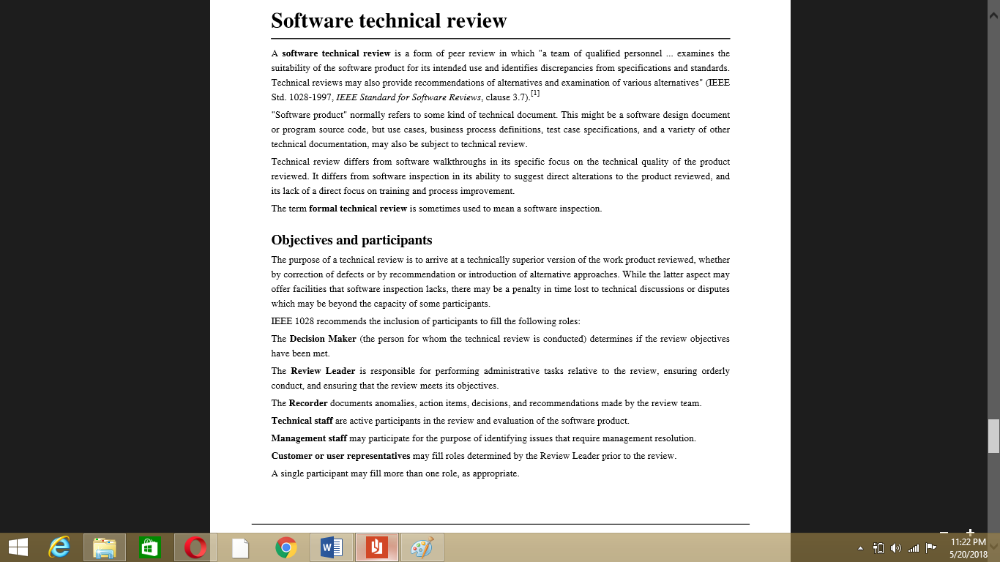 Software technical review
A software technical review is a form of peer review in which "a team of qualified personnel ... examines the
suitability of the software product for its intended use and identifies discrepancies from specifications and standards.
Technical reviews may also provide recommendations of alternatives and examination of various alternatives" (IEEE
Std. 1028-1997, IEEE Standard for Software Reviews, clause 3.7).[1]
"Software product" normally refers to some kind of technical document. This might be a software design document
or program source code, but use cases, business process definitions, test case specifications, and a variety of other
technical documentation, may also be subject to technical review.
Technical review differs from software walkthroughs in its specific focus on the technical quality of the product
reviewed. It differs from software inspection in its ability to suggest direct alterations to the product reviewed, and
its lack of a direct focus on training and process improvement.
The term formal technical review is sometimes used to mean a software inspection.
Objectives and participants
The purpose of a technical review is to arrive at a technically superior version of the work product reviewed, whether
by correction of defects or by recommendation or introduction of alternative approaches. While the latter aspect may
offer facilities that software inspection lacks, there may be a penalty in time lost to technical discussions or disputes
which may be beyond the capacity of some participants.
IEEE 1028 recommends the inclusion of participants to fill the following roles:
The Decision Maker (the person for whom the technical review is conducted) determines if the review objectives
have been met.
The Review Leader is responsible for performing administrative tasks relative to the review, ensuring orderly
conduct, and ensuring that the review meets its objectives.
The Recorder documents anomalies, action items, decisions, and recommendations made by the review team.
Technical staff are active participants in the review and evaluation of the software product.
Management staff may participate for the purpose of identifying issues that require management resolution.
Customer or user representatives may fill roles determined by the Review Leader prior to the review.
A single participant may fill more than one role, as appropriate.
11:22 PM
5/20/2018